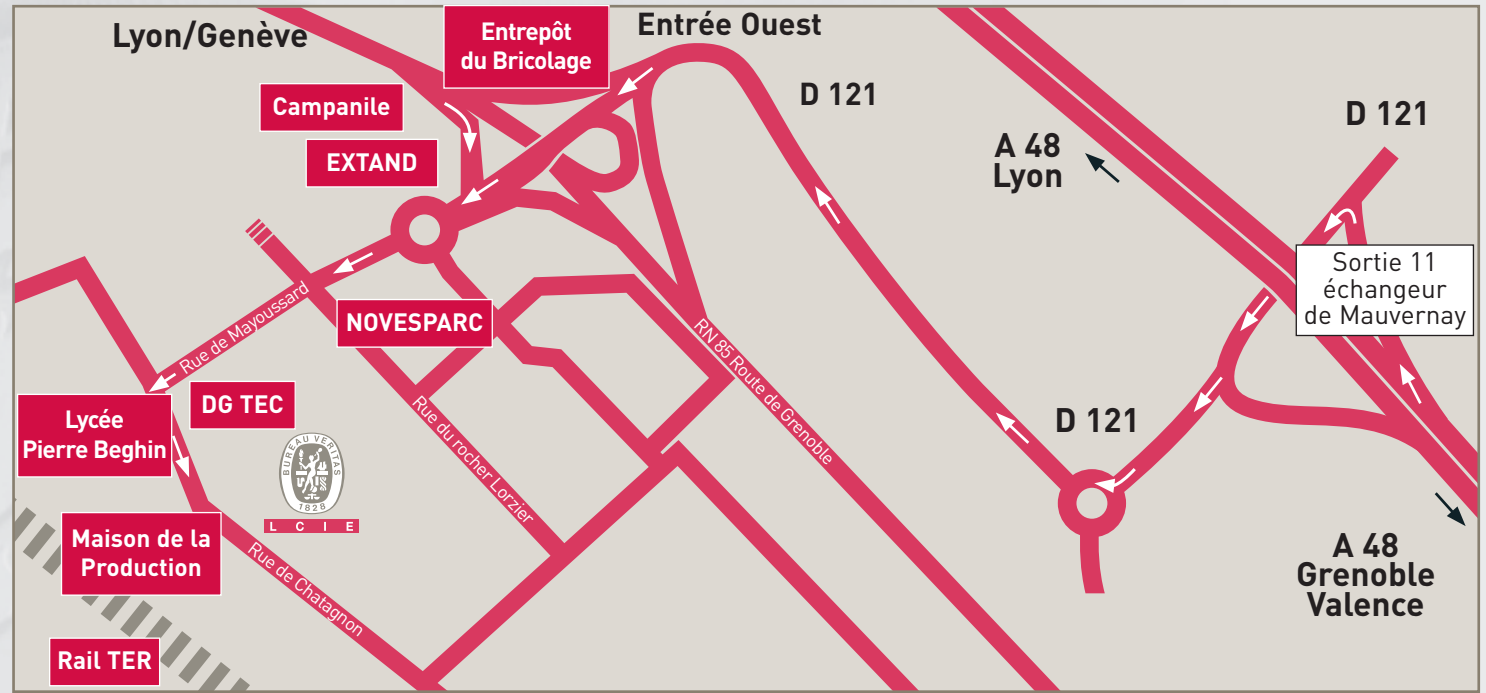 Lyon/Genève
Entrepôt
du Bricolage
Entrée Ouest
D 121
Campanile
EXTAND
A 48
Lyon
D 121
Sortie 11
échangeur
de Mauvernay
NOVESPARC
Rue de Mayoussard
RN 85 Route de Grenoble
DG TEC
Lycée
Pierre Beghin
Rue du rocher Lorzier
D 121
BUREAU VERITAS
1828
L C I E
Maison de la
Production
Rue de Chatagnon
A 48
Grenoble
Valence
Rail TER